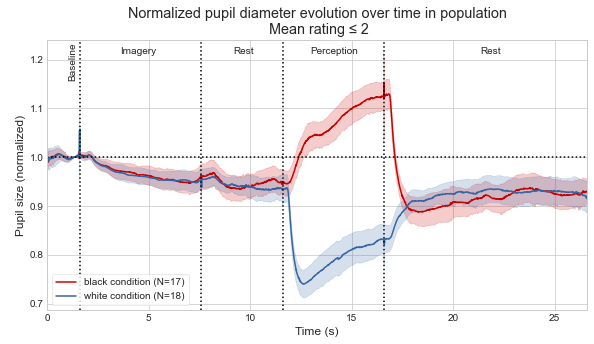 Normalized pupil diameter evolution over time in population
Mean rating ≤ 2
Baseline
Imagery
Rest
Perception
Rest
Pupil size (normalized)
1.2
1.1
1.0
0.9
0.8
0.7
black condition (N=17)
white condition (N=18)
0
5
10
15
20
25
Time (s)